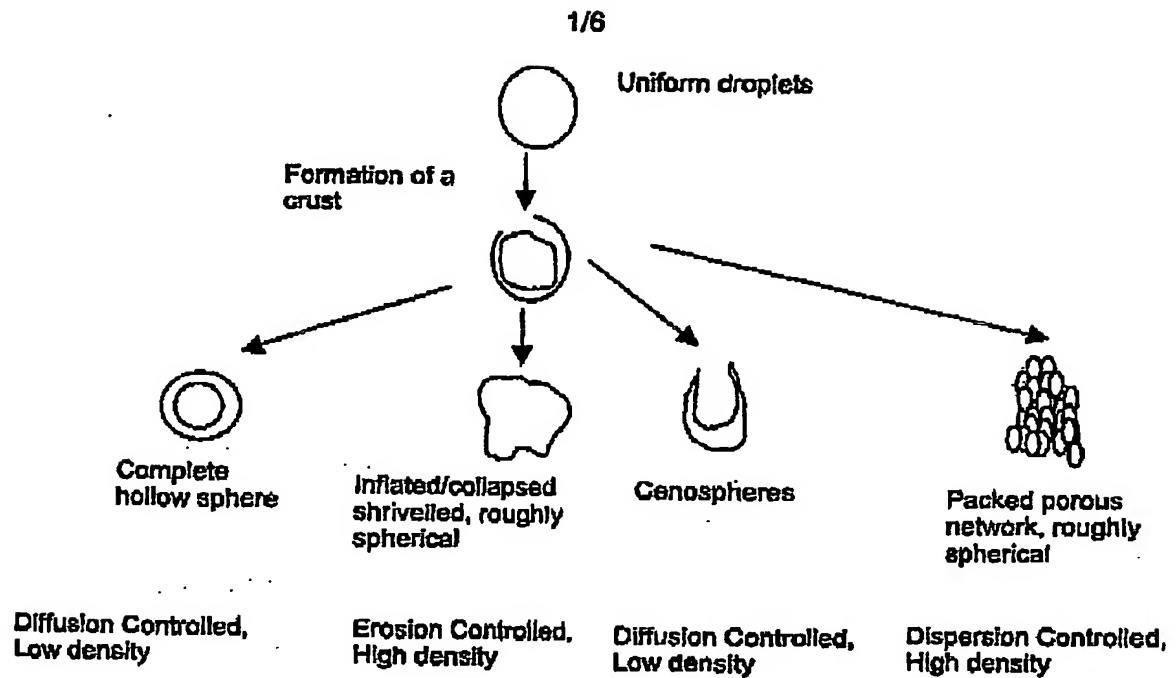 1/6
Uniform droplets
Formation of a
crust
Complete
hollow sphere
Inflated/collapsed
shrivelled, roughly
spherical
Cenospheres
Packed porous
network, roughly
spherical
Diffusion Controlled,
Low density
Erosion Controlled,
High density
Diffusion Controlled,
Low density
Dispersion Controlled,
High density